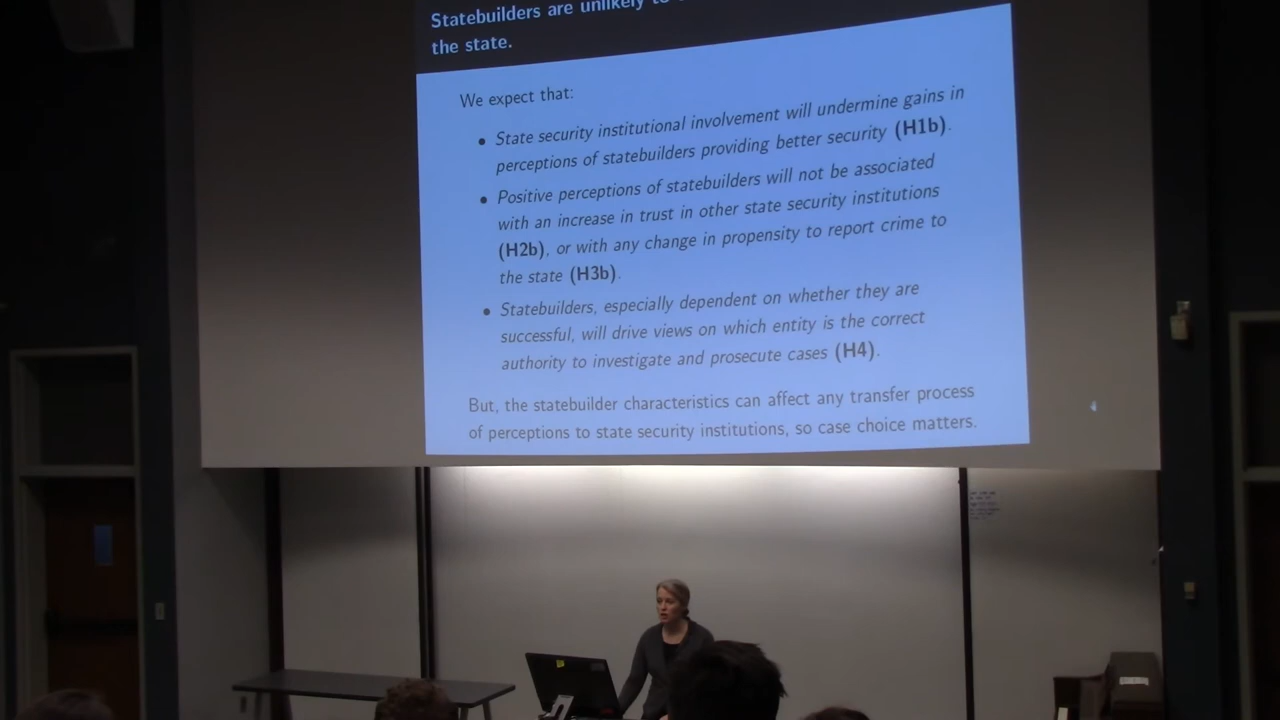 Statebuilders are unlikely to
the state.
We expect that:
• State security institutional involvement will undermine gains in
perceptions of statebuilders providing better security (H1b).
• Positive perceptions of statebuilders will not be associated
with an increase in trust in other state security institutions
(H2b), or with any change in propensity to report crime to
the state (H3b).
• Statebuilders, especially dependent on whether they are
successful, will drive views on which entity is the correct
authority to investigate and prosecute cases (H4).
But, the statebuilder characteristics can affect any transfer process
of perceptions to state security institutions, so case choice matters.